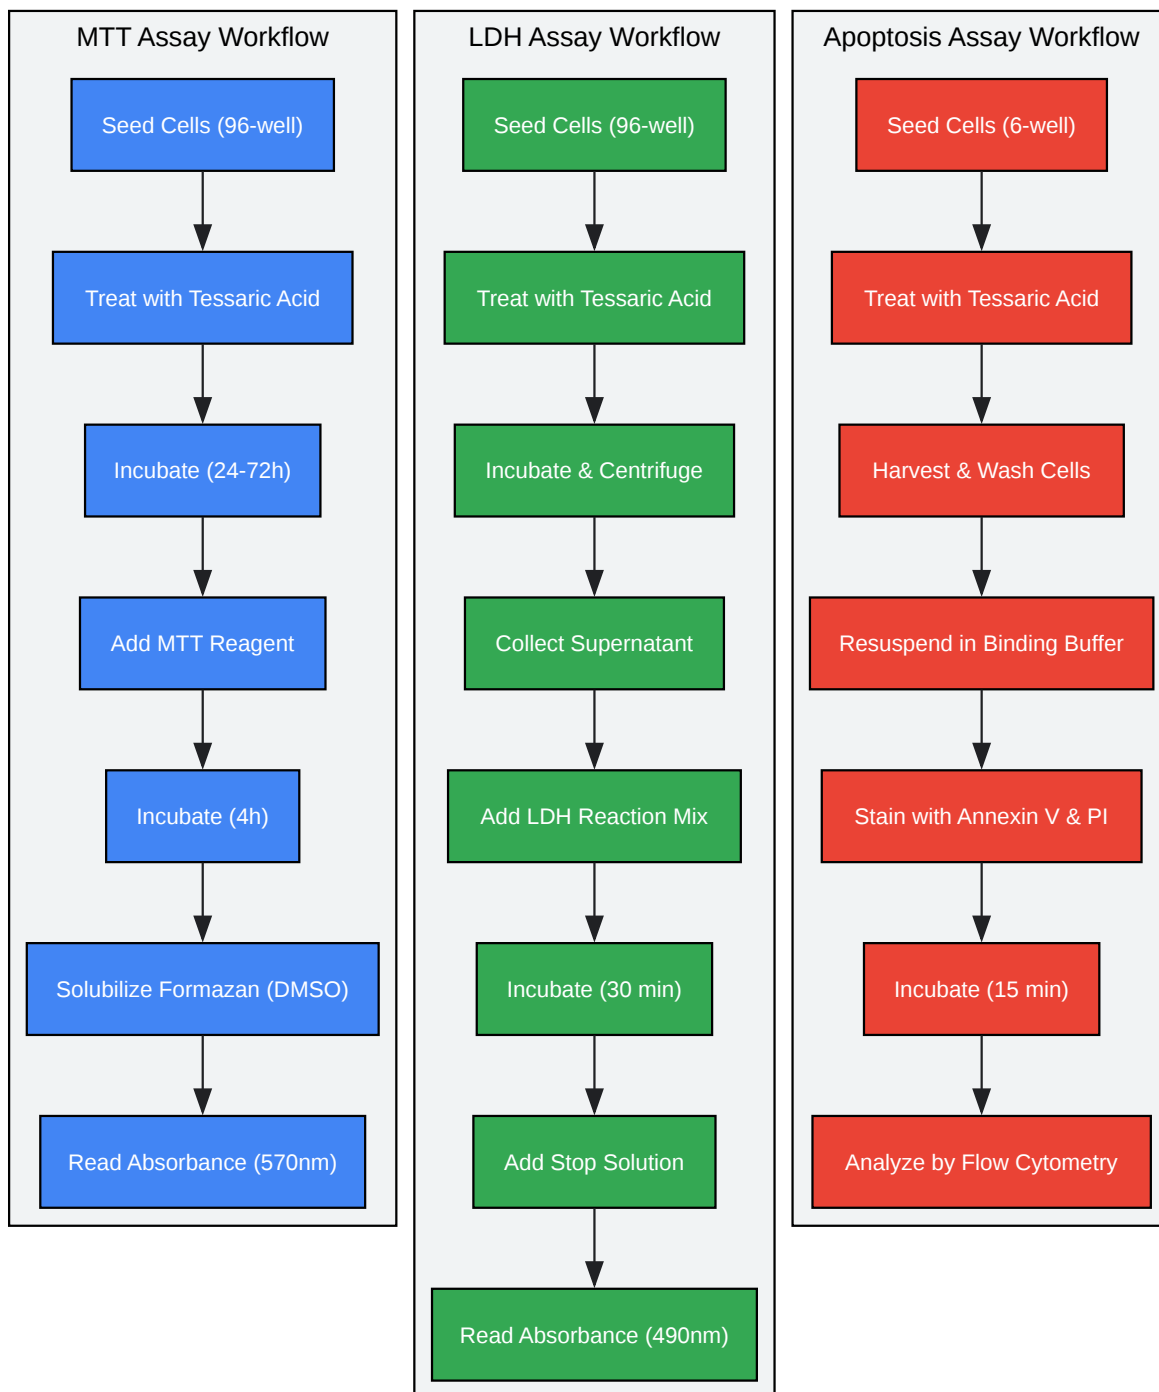 MTT Assay Workflow
Seed Cells (96-well)
Treat with Tessaric Acid
Incubate (24-72h)
Add MTT Reagent
Incubate (4h)
Solubilize Formazan (DMSO)
Read Absorbance (570nm)
LDH Assay Workflow
Seed Cells (96-well)
Treat with Tessaric Acid
Incubate & Centrifuge
Collect Supernatant
Add LDH Reaction Mix
Incubate (30 min)
Add Stop Solution
Read Absorbance (490nm)
Apoptosis Assay Workflow
Seed Cells (6-well)
Treat with Tessaric Acid
Harvest & Wash Cells
Resuspend in Binding Buffer
Stain with Annexin V & PI
Incubate (15 min)
Analyze by Flow Cytometry